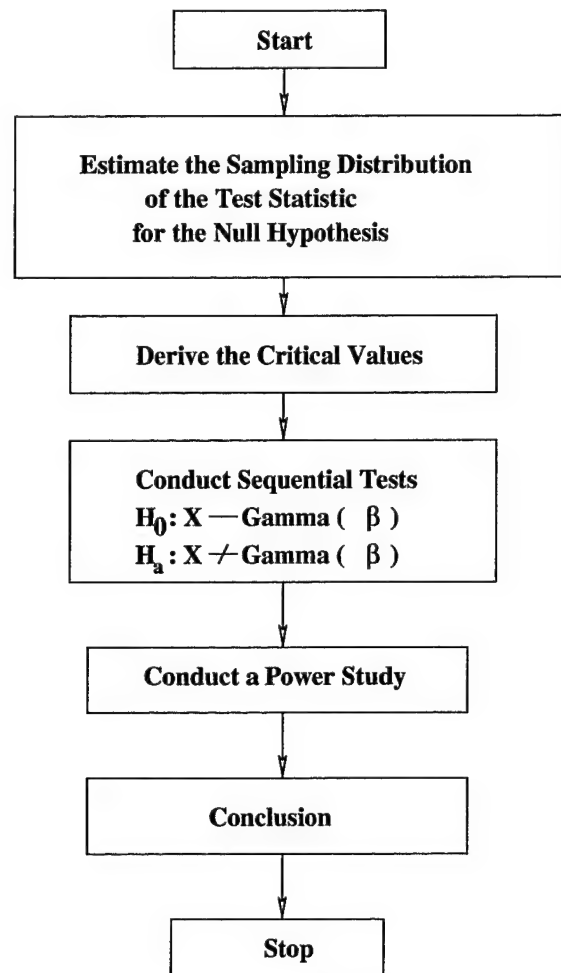 Start
Estimate the Sampling Distribution
of the Test Statistic
for the Null Hypothesis
Derive the Critical Values
Conduct Sequential Tests
H₀ : X — Gamma ( β )
Hₐ : X ≁ Gamma ( β )
Conduct a Power Study
Conclusion
Stop